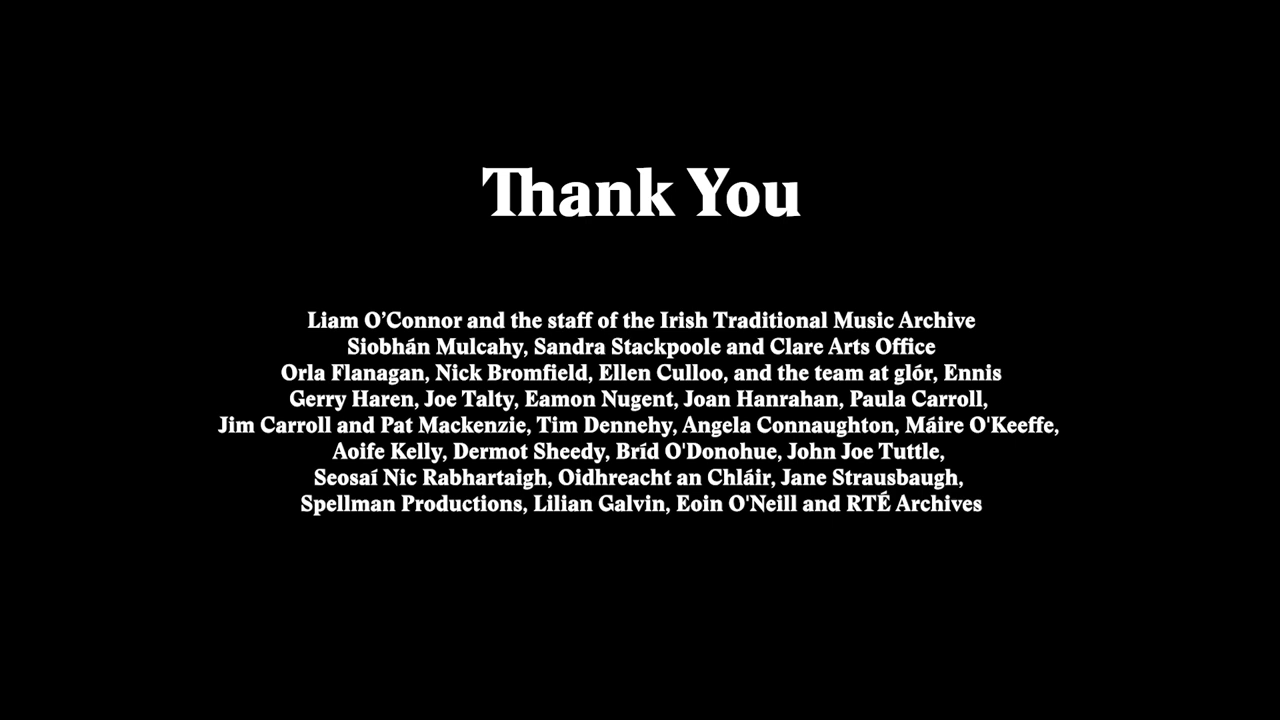 Thank You
Liam O’Connor and the staff of the Irish Traditional Music Archive
Siobhán Mulcahy, Sandra Stackpoole and Clare Arts Office
Orla Flanagan, Nick Bromfield, Ellen Culloo, and the team at glór, Ennis
Gerry Haren, Joe Talty, Eamon Nugent, Joan Hanrahan, Paula Carroll,
Jim Carroll and Pat Mackenzie, Tim Dennehy, Angela Connaughton, Máire O'Keeffe,
Aoife Kelly, Dermot Sheedy, Bríd O'Donohue, John Joe Tuttle,
Seosaí Nic Rabhartaigh, Oidhreacht an Chláir, Jane Strausbaugh,
Spellman Productions, Lilian Galvin, Eoin O'Neill and RTÉ Archives